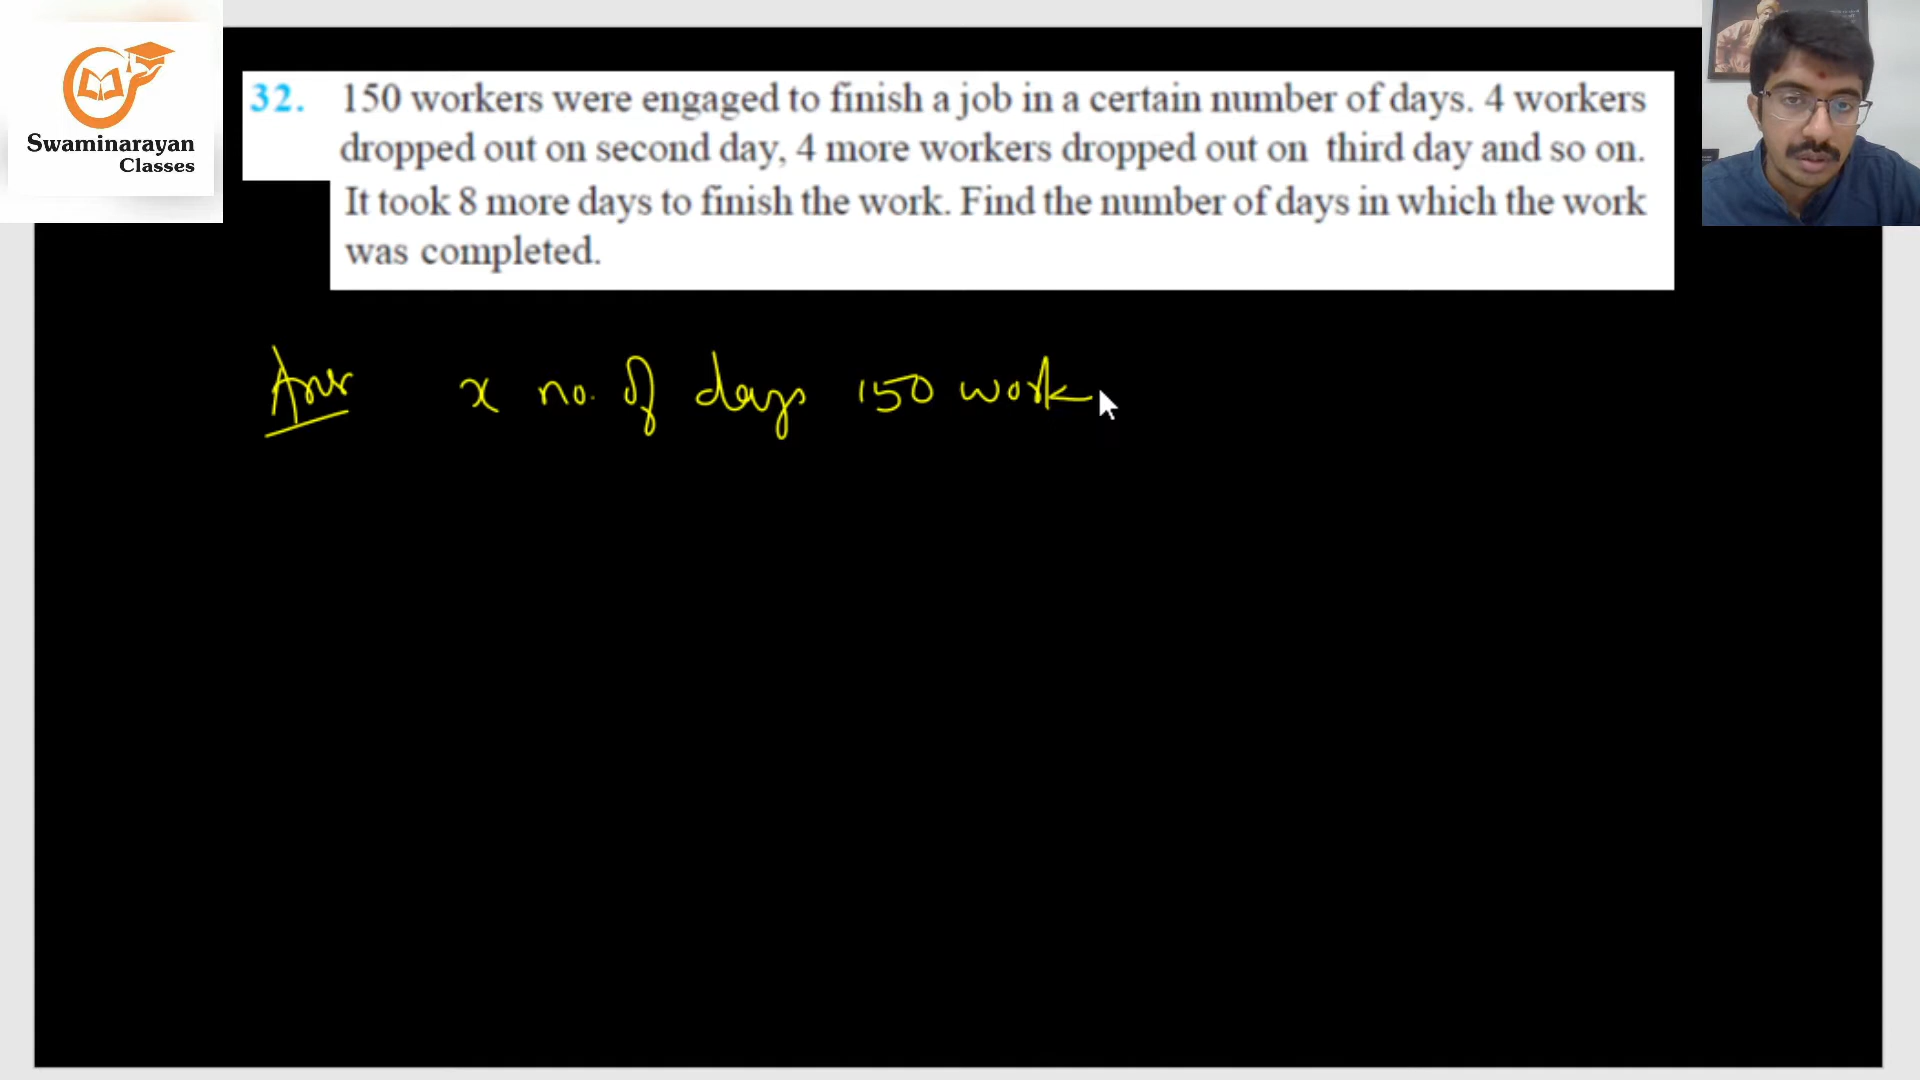 Swaminarayan
Classes
32. 150 workers were engaged to finish a job in a certain number of days. 4 workers
dropped out on second day, 4 more workers dropped out on third day and so on.
It took 8 more days to finish the work. Find the number of days in which the work
was completed.
Ans x no. of days 150 work